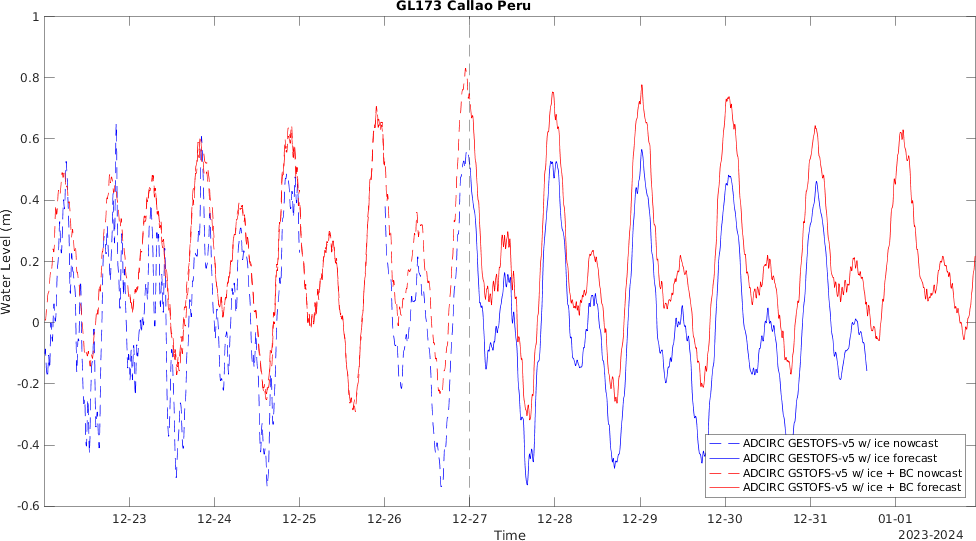 GL173 Callao Peru
1
0.8
0.6
0.4
0.2
0
-0.2
-0.4
-0.6
Water Level (m)
12-23 12-24 12-25 12-26 12-27 12-28 12-29 12-30 12-31 01-01
Time
2023-2024
ADCIRC GESTOFS-v5 w/ ice nowcast
ADCIRC GESTOFS-v5 w/ ice forecast
ADCIRC GSTOFS-v5 w/ ice + BC nowcast
ADCIRC GSTOFS-v5 w/ ice + BC forecast